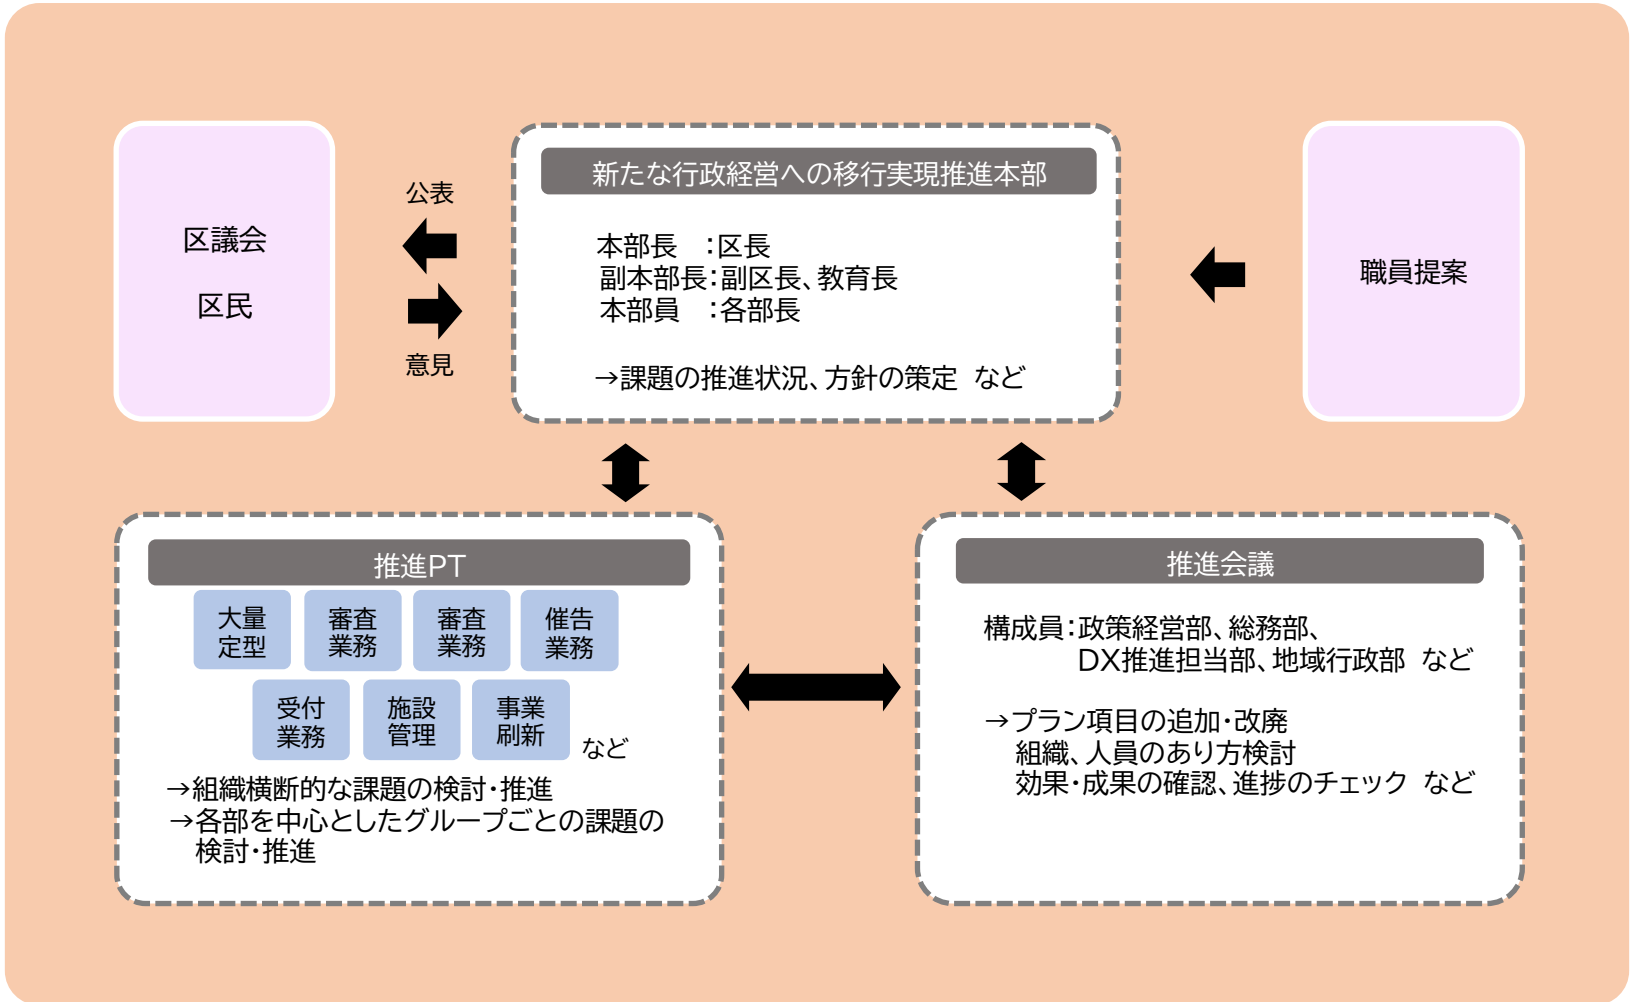 区議会
区民
公表
意見
新たな行政経営への移行実現推進本部
本部長　：区長
副本部長：副区長、教育長
本部員　：各部長
→課題の推進状況、方針の策定 など
職員提案
推進PT
大量
定型
審査
業務
審査
業務
催告
業務
受付
業務
施設
管理
事業
刷新
など
→組織横断的な課題の検討・推進
→各部を中心としたグループごとの課題の
検討・推進
推進会議
構成員：政策経営部、総務部、
DX推進担当部、地域行政部 など
→プラン項目の追加・改廃
組織、人員のあり方検討
効果・成果の確認、進捗のチェック など